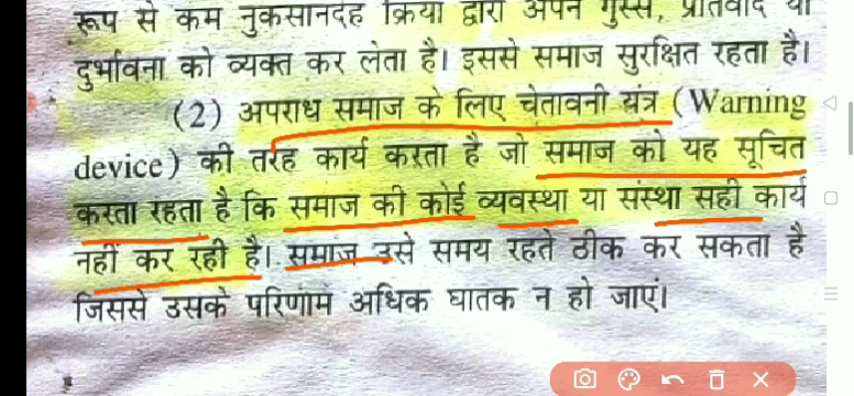 रूप से कम नुकसानदेह क्रिया द्वारा अपने गुस्से, प्रतिवाद या
दुर्भावना को व्यक्त कर लेता है। इससे समाज सुरक्षित रहता है।
(2) अपराध समाज के लिए चेतावनी यंत्र (Warning
device) की तरह कार्य करता है जो समाज को यह सूचित
करता रहता है कि समाज की कोई व्यवस्था या संस्था सही कार्य
नहीं कर रही है। समाज उसे समय रहते ठीक कर सकता है
जिससे उसके परिणाम अधिक घातक न हो जाएं।